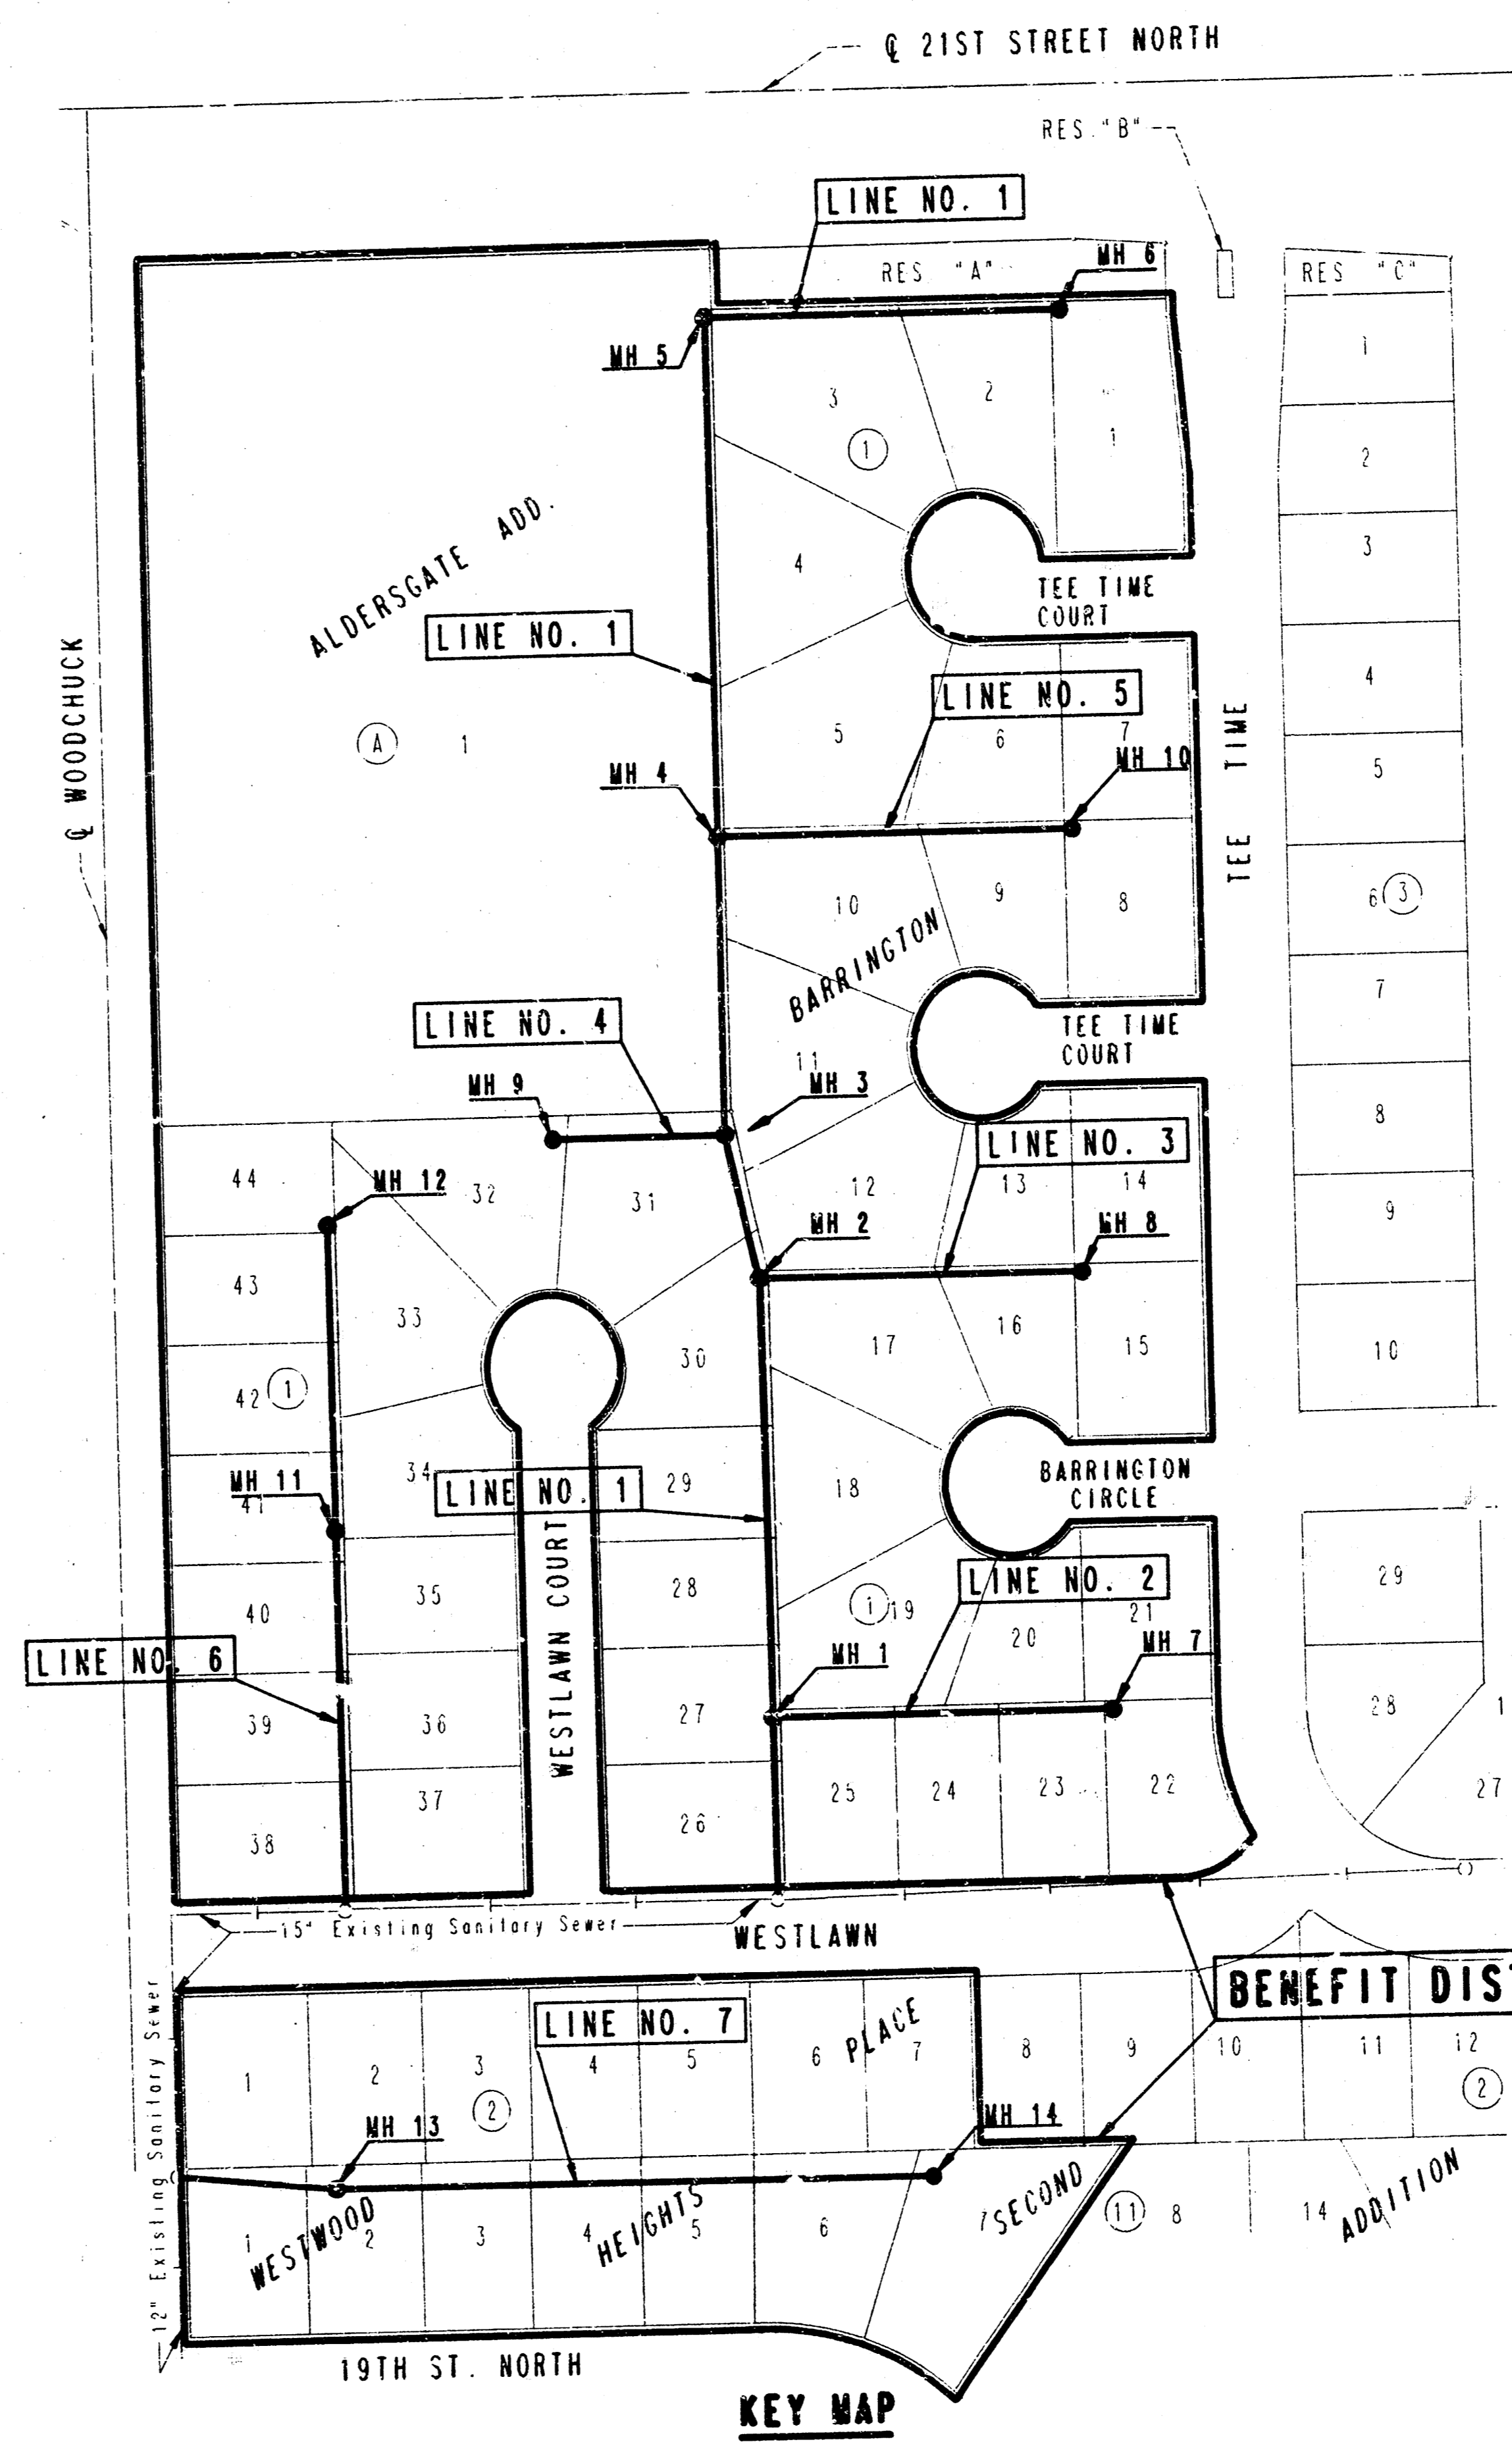 ℄ 21ST STREET NORTH
RES. "B"
LINE NO. 1
RES "A"
MH 6
RES "C"
MH 5
1
3
2
1
1
2
ALDERSGATE ADD.
4
3
TEE TIME
COURT
LINE NO. 1
℄ WOODCHUCK
4
LINE NO. 5
A
1
5
6
7
TEE TIME
MH 4
MH 10
5
10
9
8
6
3
BARRINGTON
7
LINE NO. 4
TEE TIME
COURT
11
MH 9
MH 3
8
44
MH 12
32
31
12
LINE NO. 3
13
14
9
MH 2
MH 8
43
33
30
17
16
15
10
42
1
34
29
18
BARRINGTON
CIRCLE
MH 11
41
LINE NO. 1
WESTLAWN COURT
40
35
28
1
19
LINE NO. 2
21
29
20
LINE NO. 6
MH 1
MH 7
39
36
27
28
1
38
37
26
25
24
23
22
27
15" Existing Sanitary Sewer
WESTLAWN
12" Existing Sanitary Sewer
BENEFIT DIS
LINE NO. 7
PLACE
1
2
3
4
5
6
7
8
9
10
11
12
2
2
MH 13
MH 14
WESTWOOD
HEIGHTS
SECOND
ADDITION
1
2
3
4
5
6
7
11
8
14
19TH ST. NORTH
KEY MAP